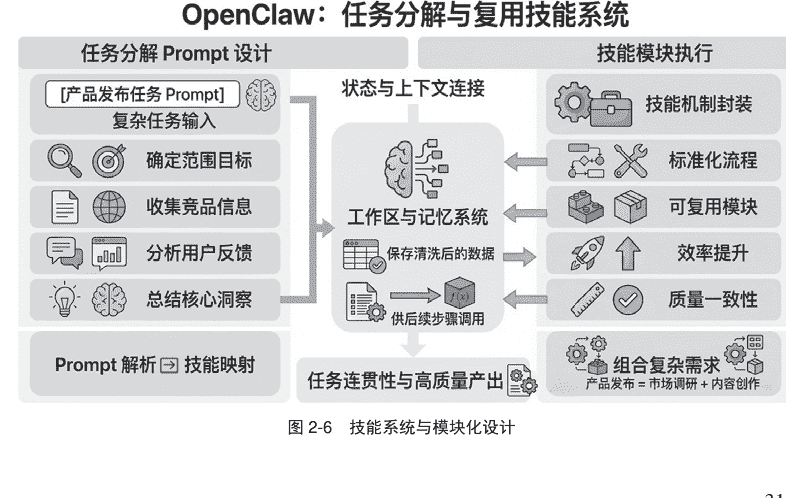 OpenClaw：任务分解与复用技能系统
任务分解 Prompt 设计
[产品发布任务 Prompt]
复杂任务输入
确定范围目标
收集竞品信息
分析用户反馈
总结核心洞察
Prompt 解析 → 技能映射
状态与上下文连接
工作区与记忆系统
保存清洗后的数据
f(x)
供后续步骤调用
任务连贯性与高质量产出
技能模块执行
技能机制封装
标准化流程
可复用模块
效率提升
质量一致性
组合复杂需求
产品发布 = 市场调研 + 内容创作
图 2-6　技能系统与模块化设计